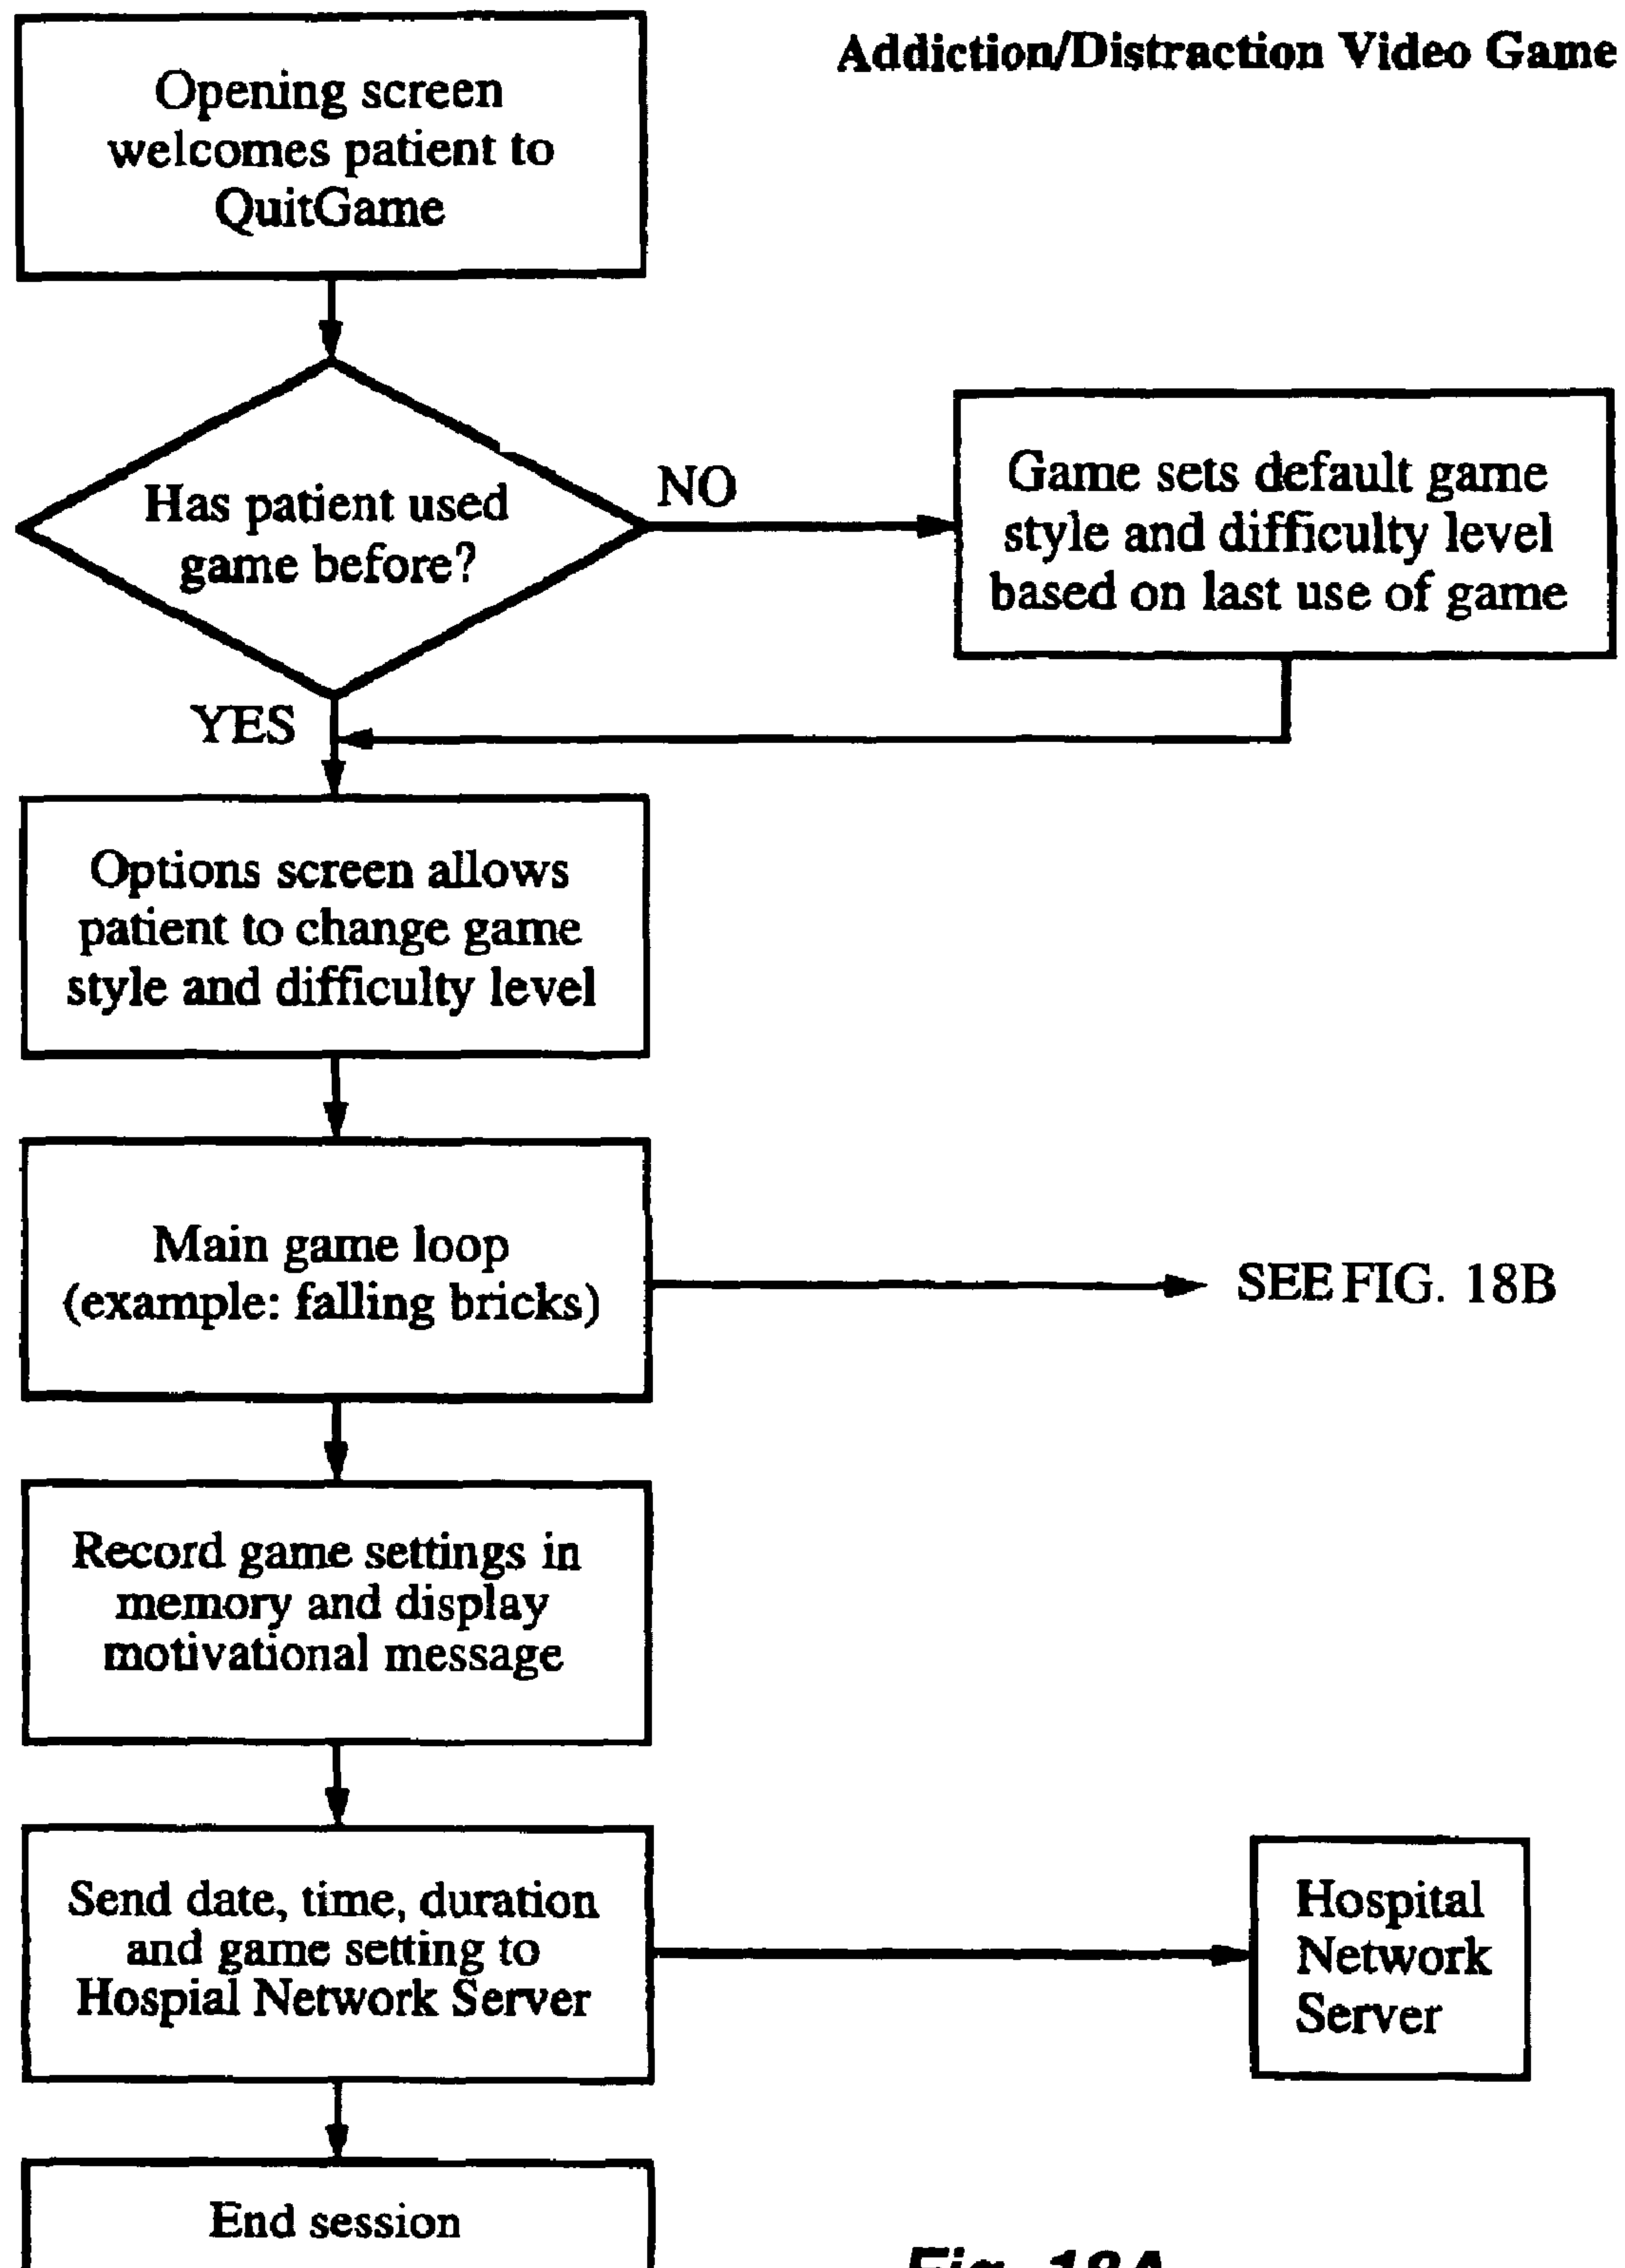 Addiction/Distraction Video Game
Opening screen
welcomes patient to
QuitGame
Has patient used
game before?
NO
Game sets default game
style and difficulty level
based on last use of game
YES
Options screen allows
patient to change game
style and difficulty level
Main game loop
(example: falling bricks)
SEE FIG. 18B
Record game settings in
memory and display
motivational message
Send date, time, duration
and game setting to
Hospial Network Server
Hospital
Network
Server
End session
Fig. 18A